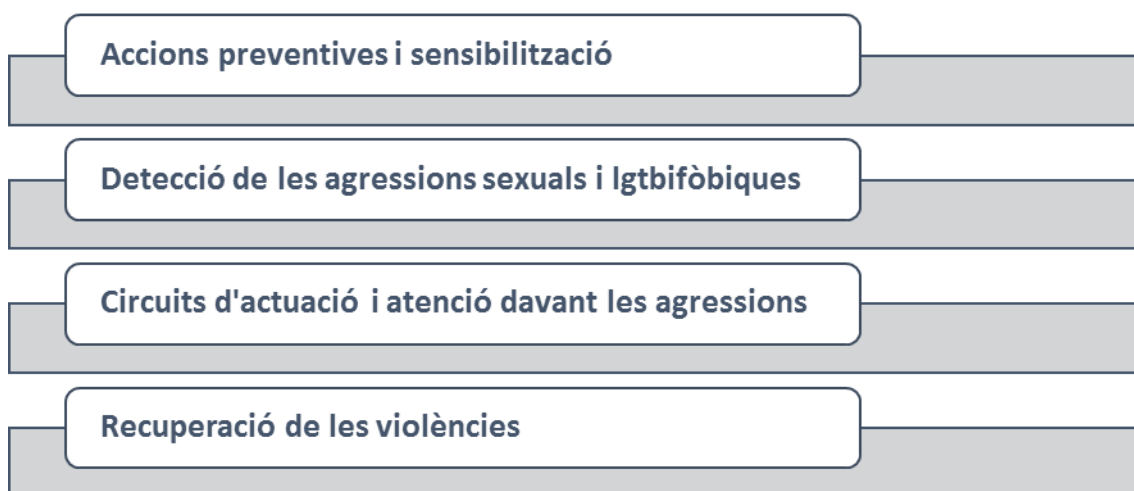 Accions preventives i sensibilització
Detecció de les agressions sexuals i lgtbifòbiques
Circuits d'actuació i atenció davant les agressions
Recuperació de les violències